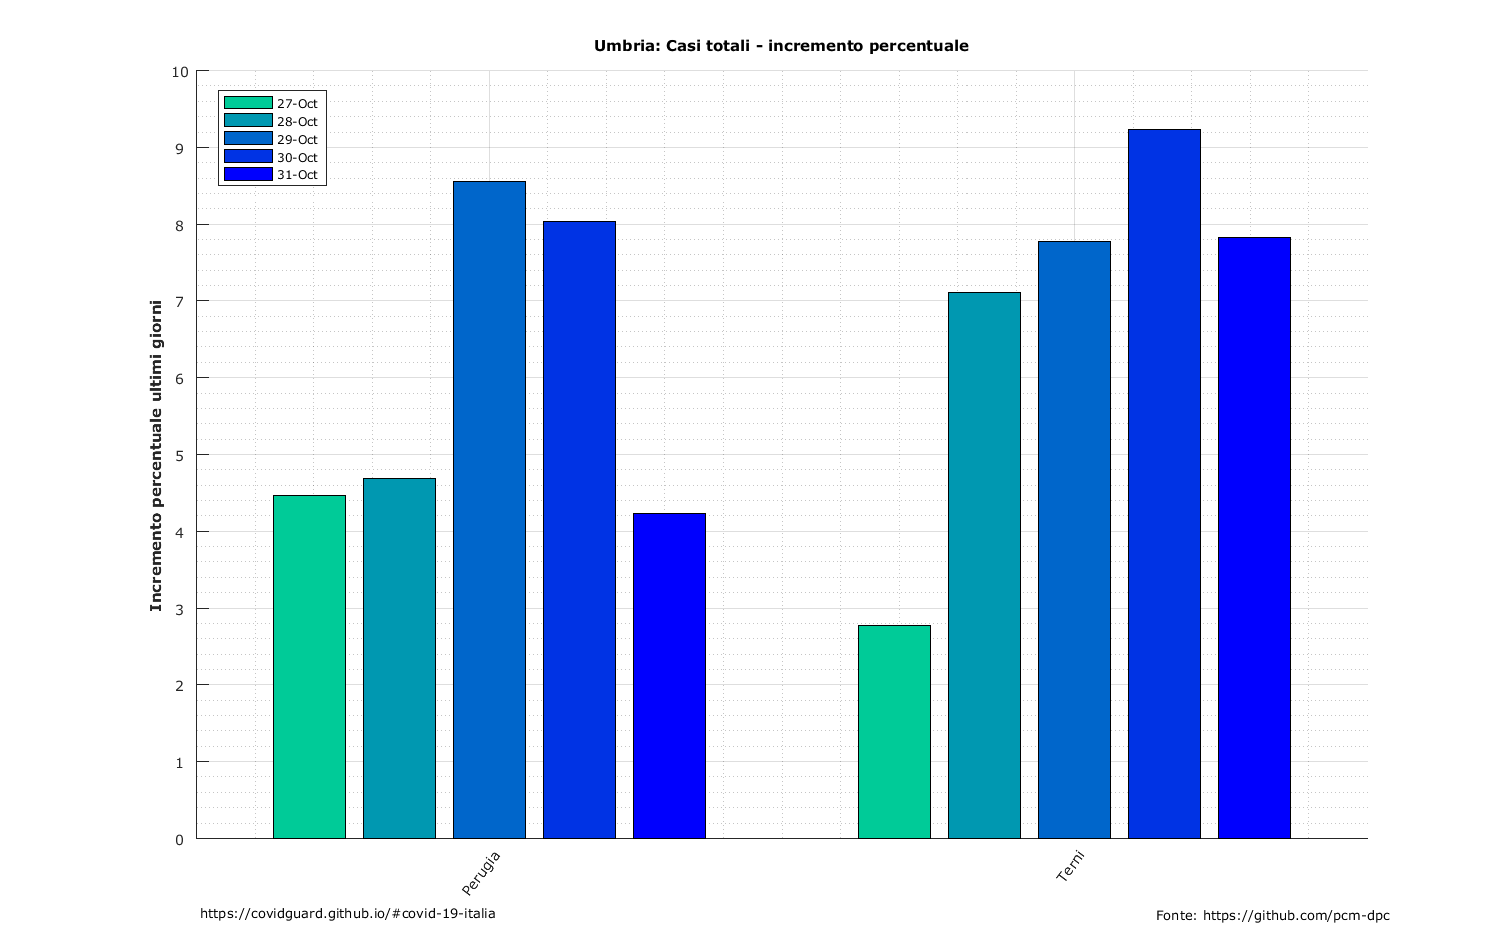 Umbria: Casi totali - incremento percentuale
10
9
8
7
6
5
4
3
2
1
0
Incremento percentuale ultimi giorni
27-Oct
28-Oct
29-Oct
30-Oct
31-Oct
Perugia
Terni
https://covidguard.github.io/#covid-19-italia
Fonte: https://github.com/pcm-dpc